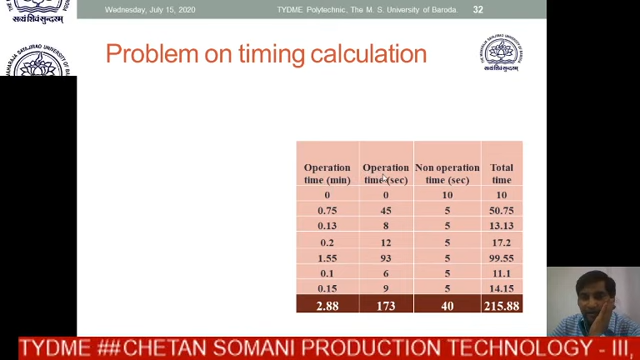 Wednesday, July 15, 2020 TYDME Polytechnic, The M. S. University of Baroda 32
Problem on timing calculation
Operation time (min) Operation time (sec) Non operation time (sec) Total time
0 0 10 10
0.75 45 5 50.75
0.13 8 5 13.13
0.2 12 5 17.2
1.55 93 5 99.55
0.1 6 5 11.1
0.15 9 5 14.15
2.88 173 40 215.88
TYDME ##CHETAN SOMANI PRODUCTION TECHNOLOGY - III